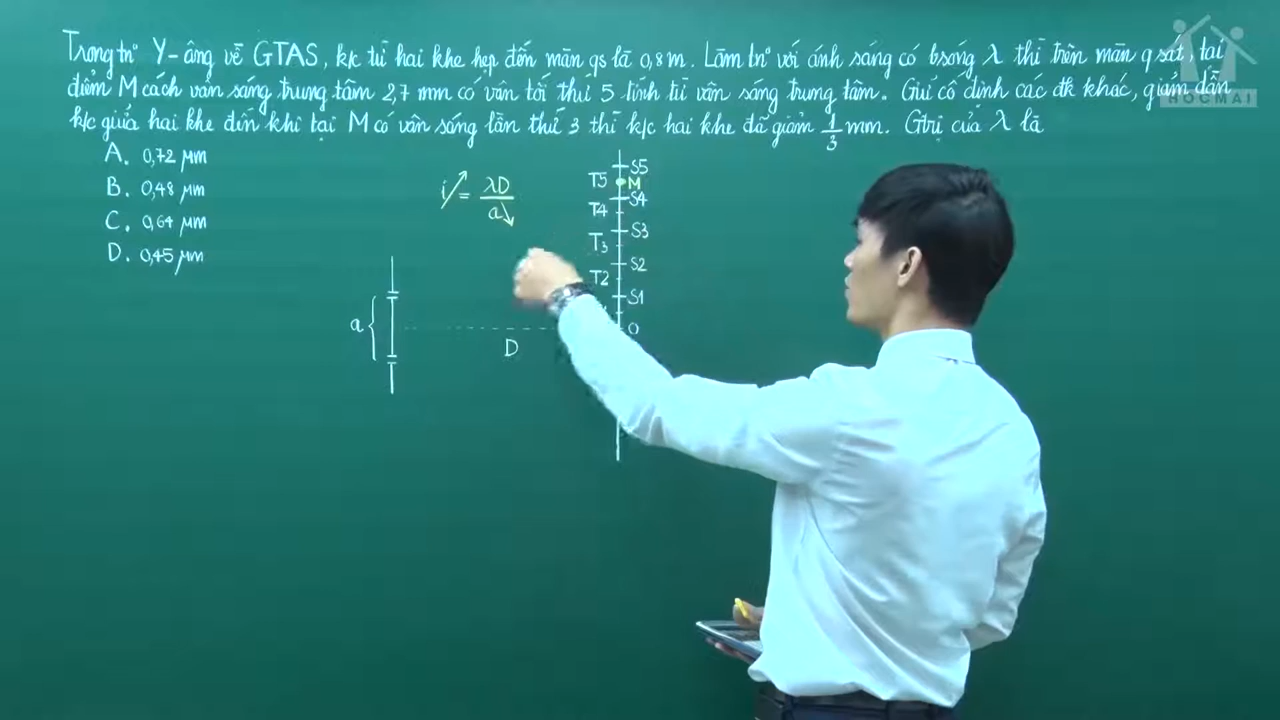 Trong tnº Y-âng về GTAS, k/c từ hai khe hẹp đến màn qs là 0,8 m. Làm tnº với ánh sáng có bsóng λ thì trên màn q sát, tại
điểm M cách vân sáng trung tâm 2,7 mm có vân tối thứ 5 tính từ vân sáng trung tâm. Giữ cố định các đk khác, giảm dần
k/c giữa hai khe đến khi tại M có vân sáng lần thứ 3 thì k/c hai khe đã giảm 1/3 mm. Gtrị của λ là
HOCMAI
A. 0,72 μm
B. 0,48 μm
C. 0,64 μm
D. 0,45 μm
i = λD/a
S5
T5 M
S4
T4
S3
T3
S2
T2
S1
O
a
D